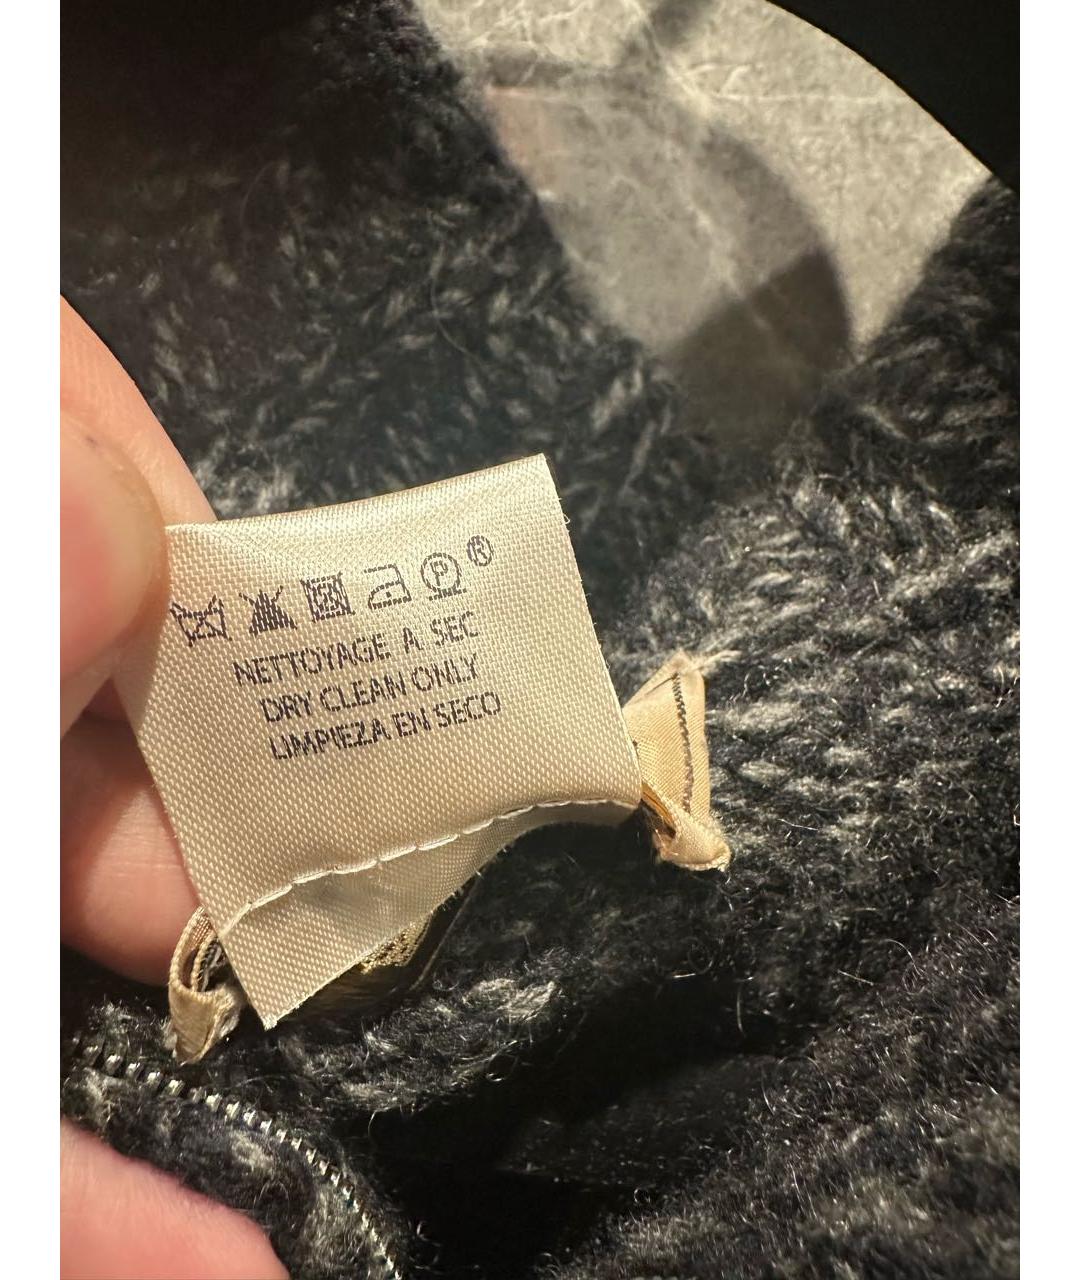 P ®
NETTOYAGE A SEC
DRY CLEAN ONLY
LIMPIEZA EN SECO